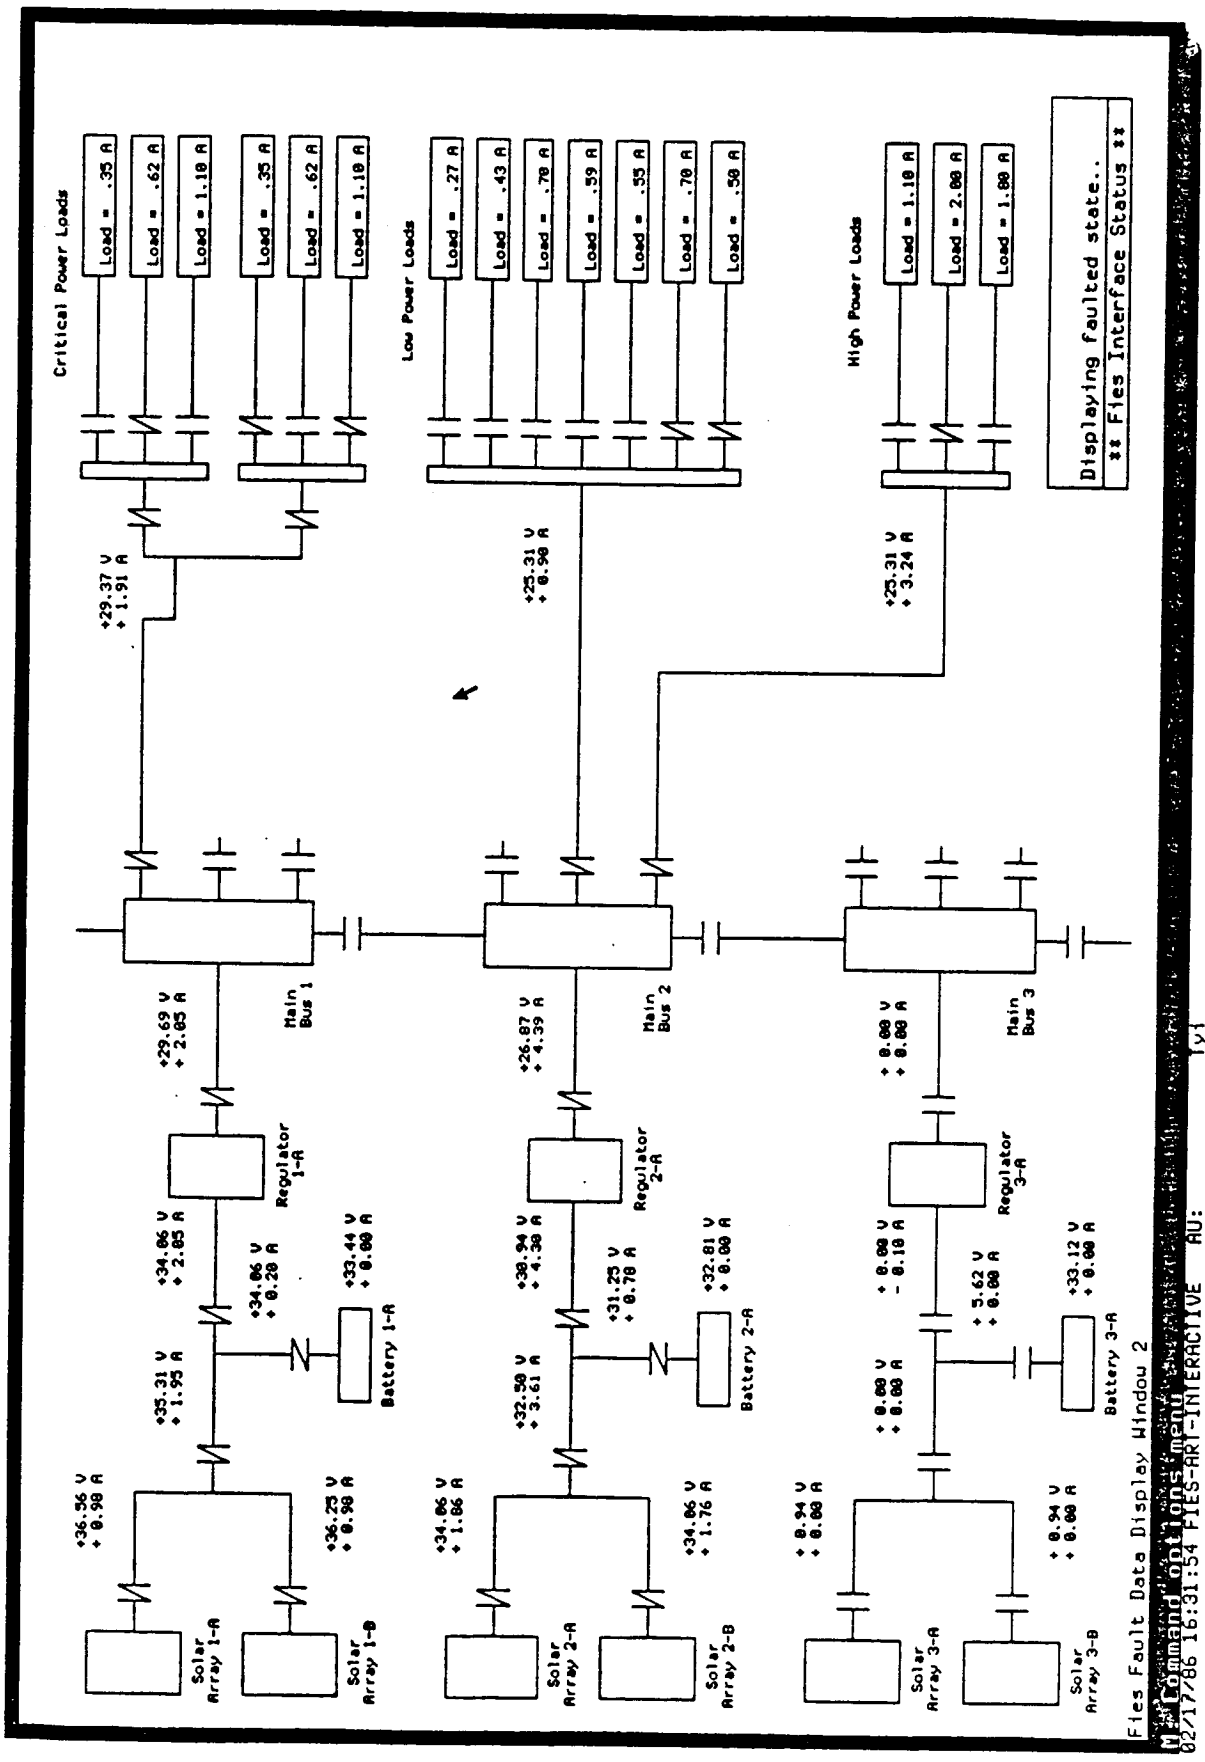 Critical Power Loads
Load = .35 A
Load = .62 A
Load = 1.10 A
Load = .35 A
Load = .62 A
Load = 1.10 A
Low Power Loads
Load = .27 A
Load = .43 A
Load = .70 A
Load = .59 A
Load = .55 A
Load = .70 A
Load = .50 A
High Power Loads
Load = 1.10 A
Load = 2.00 A
Load = 1.80 A
Displaying faulted state..
** Fies Interface Status **
+29.37 V
+ 1.91 A
+25.31 V
+ 0.90 A
+25.31 V
+ 3.24 A
Main
Bus 1
Main
Bus 2
Main
Bus 3
+29.69 V
+ 2.05 A
+26.87 V
+ 4.39 A
+ 0.00 V
+ 0.00 A
Regulator
1-A
Regulator
2-A
Regulator
3-A
+34.06 V
+ 2.05 A
+34.06 V
+ 0.20 A
+33.44 V
+ 0.00 A
+30.94 V
+ 4.30 A
+31.25 V
+ 0.78 A
+32.81 V
+ 0.00 A
+ 0.00 V
- 0.10 A
+ 5.62 V
+ 0.00 A
+33.12 V
+ 0.00 A
Battery 1-A
Battery 2-A
Battery 3-A
+35.31 V
+ 1.95 A
+32.50 V
+ 3.61 A
+ 0.00 V
+ 0.00 A
+36.56 V
+ 0.98 A
+36.25 V
+ 0.98 A
+34.06 V
+ 1.86 A
+34.06 V
+ 1.76 A
+ 0.94 V
+ 0.00 A
+ 0.94 V
+ 0.00 A
Solar
Array 1-A
Solar
Array 1-B
Solar
Array 2-A
Solar
Array 2-B
Solar
Array 3-A
Solar
Array 3-B
Fies Fault Data Display Window 2
Command options menu
02/17/86 16:31:54 FIES-ART-INTERACTIVE AU: Tyi